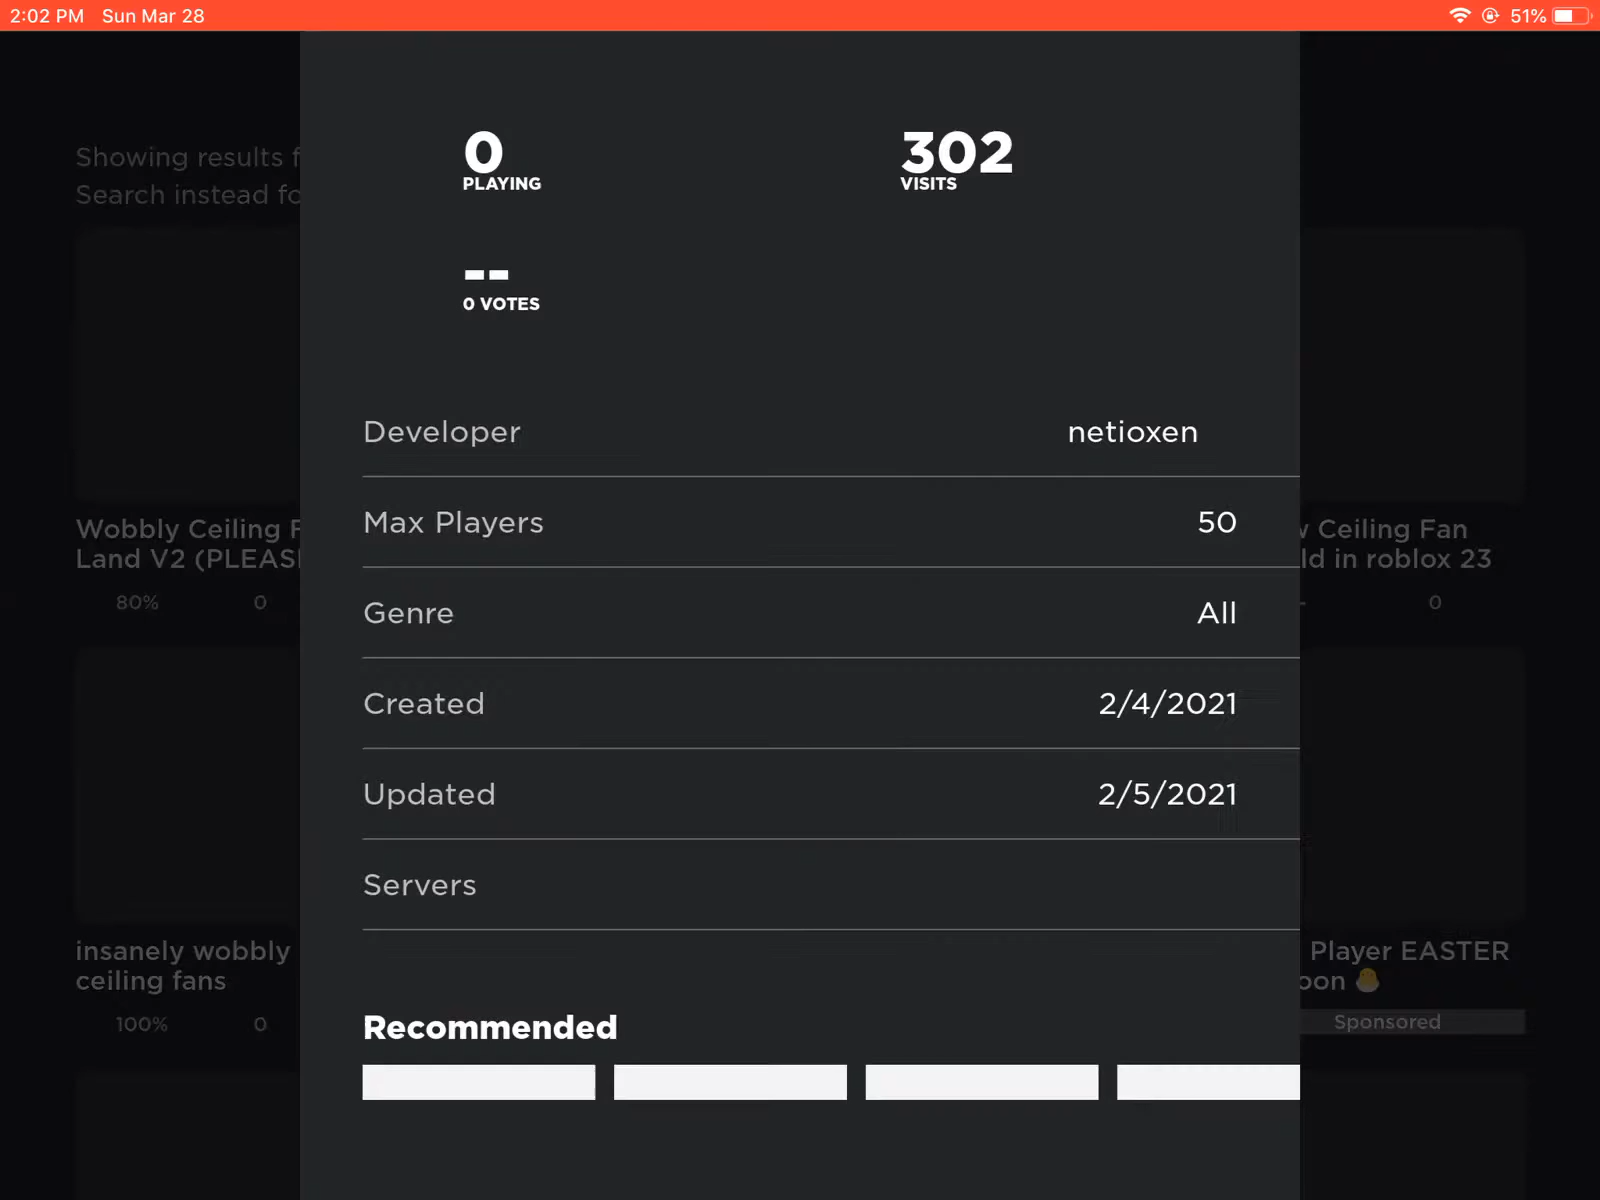 2:02 PM Sun Mar 28
51%
Showing results f
Search instead fo
0
PLAYING
302
VISITS
--
0 VOTES
Developer netioxen
Max Players 50
Genre All
Created 2/4/2021
Updated 2/5/2021
Servers
Recommended
Wobbly Ceiling F
Land V2 (PLEAS
80% 0
insanely wobbly
ceiling fans
100% 0
w Ceiling Fan
ld in roblox 23
0
Player EASTER
oon 🐣
Sponsored